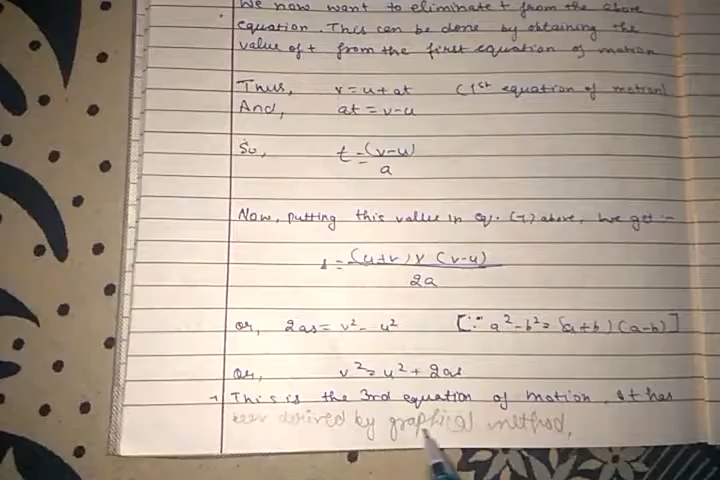 We now want to eliminate t from the above
equation. This can be done by obtaining the
value of t from the first equation of motion
Thus, v = u + at (1st equation of motion)
And, at = v - u
So, t = (v-u)
a
Now, putting this value in eq. (7) above, we get :-
s = (u+v) x (v-u)
2a
or, 2as = v² - u² [∵ a² - b² = (a+b) (a-b)]
or, v² = u² + 2as
→ This is the 3rd equation of motion, it has
been derived by graphical method,